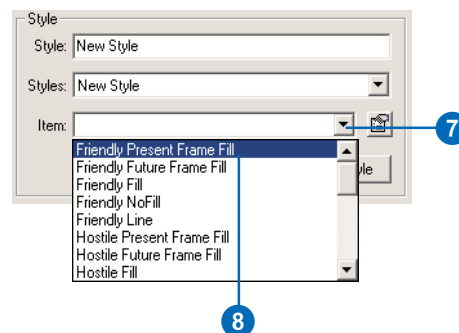 Style
Style: New Style
Styles: New Style
Item:
7
Friendly Present Frame Fill
Friendly Future Frame Fill
yle
Friendly Fill
Friendly NoFill
Friendly Line
Hostile Present Frame Fill
Hostile Future Frame Fill
Hostile Fill
8